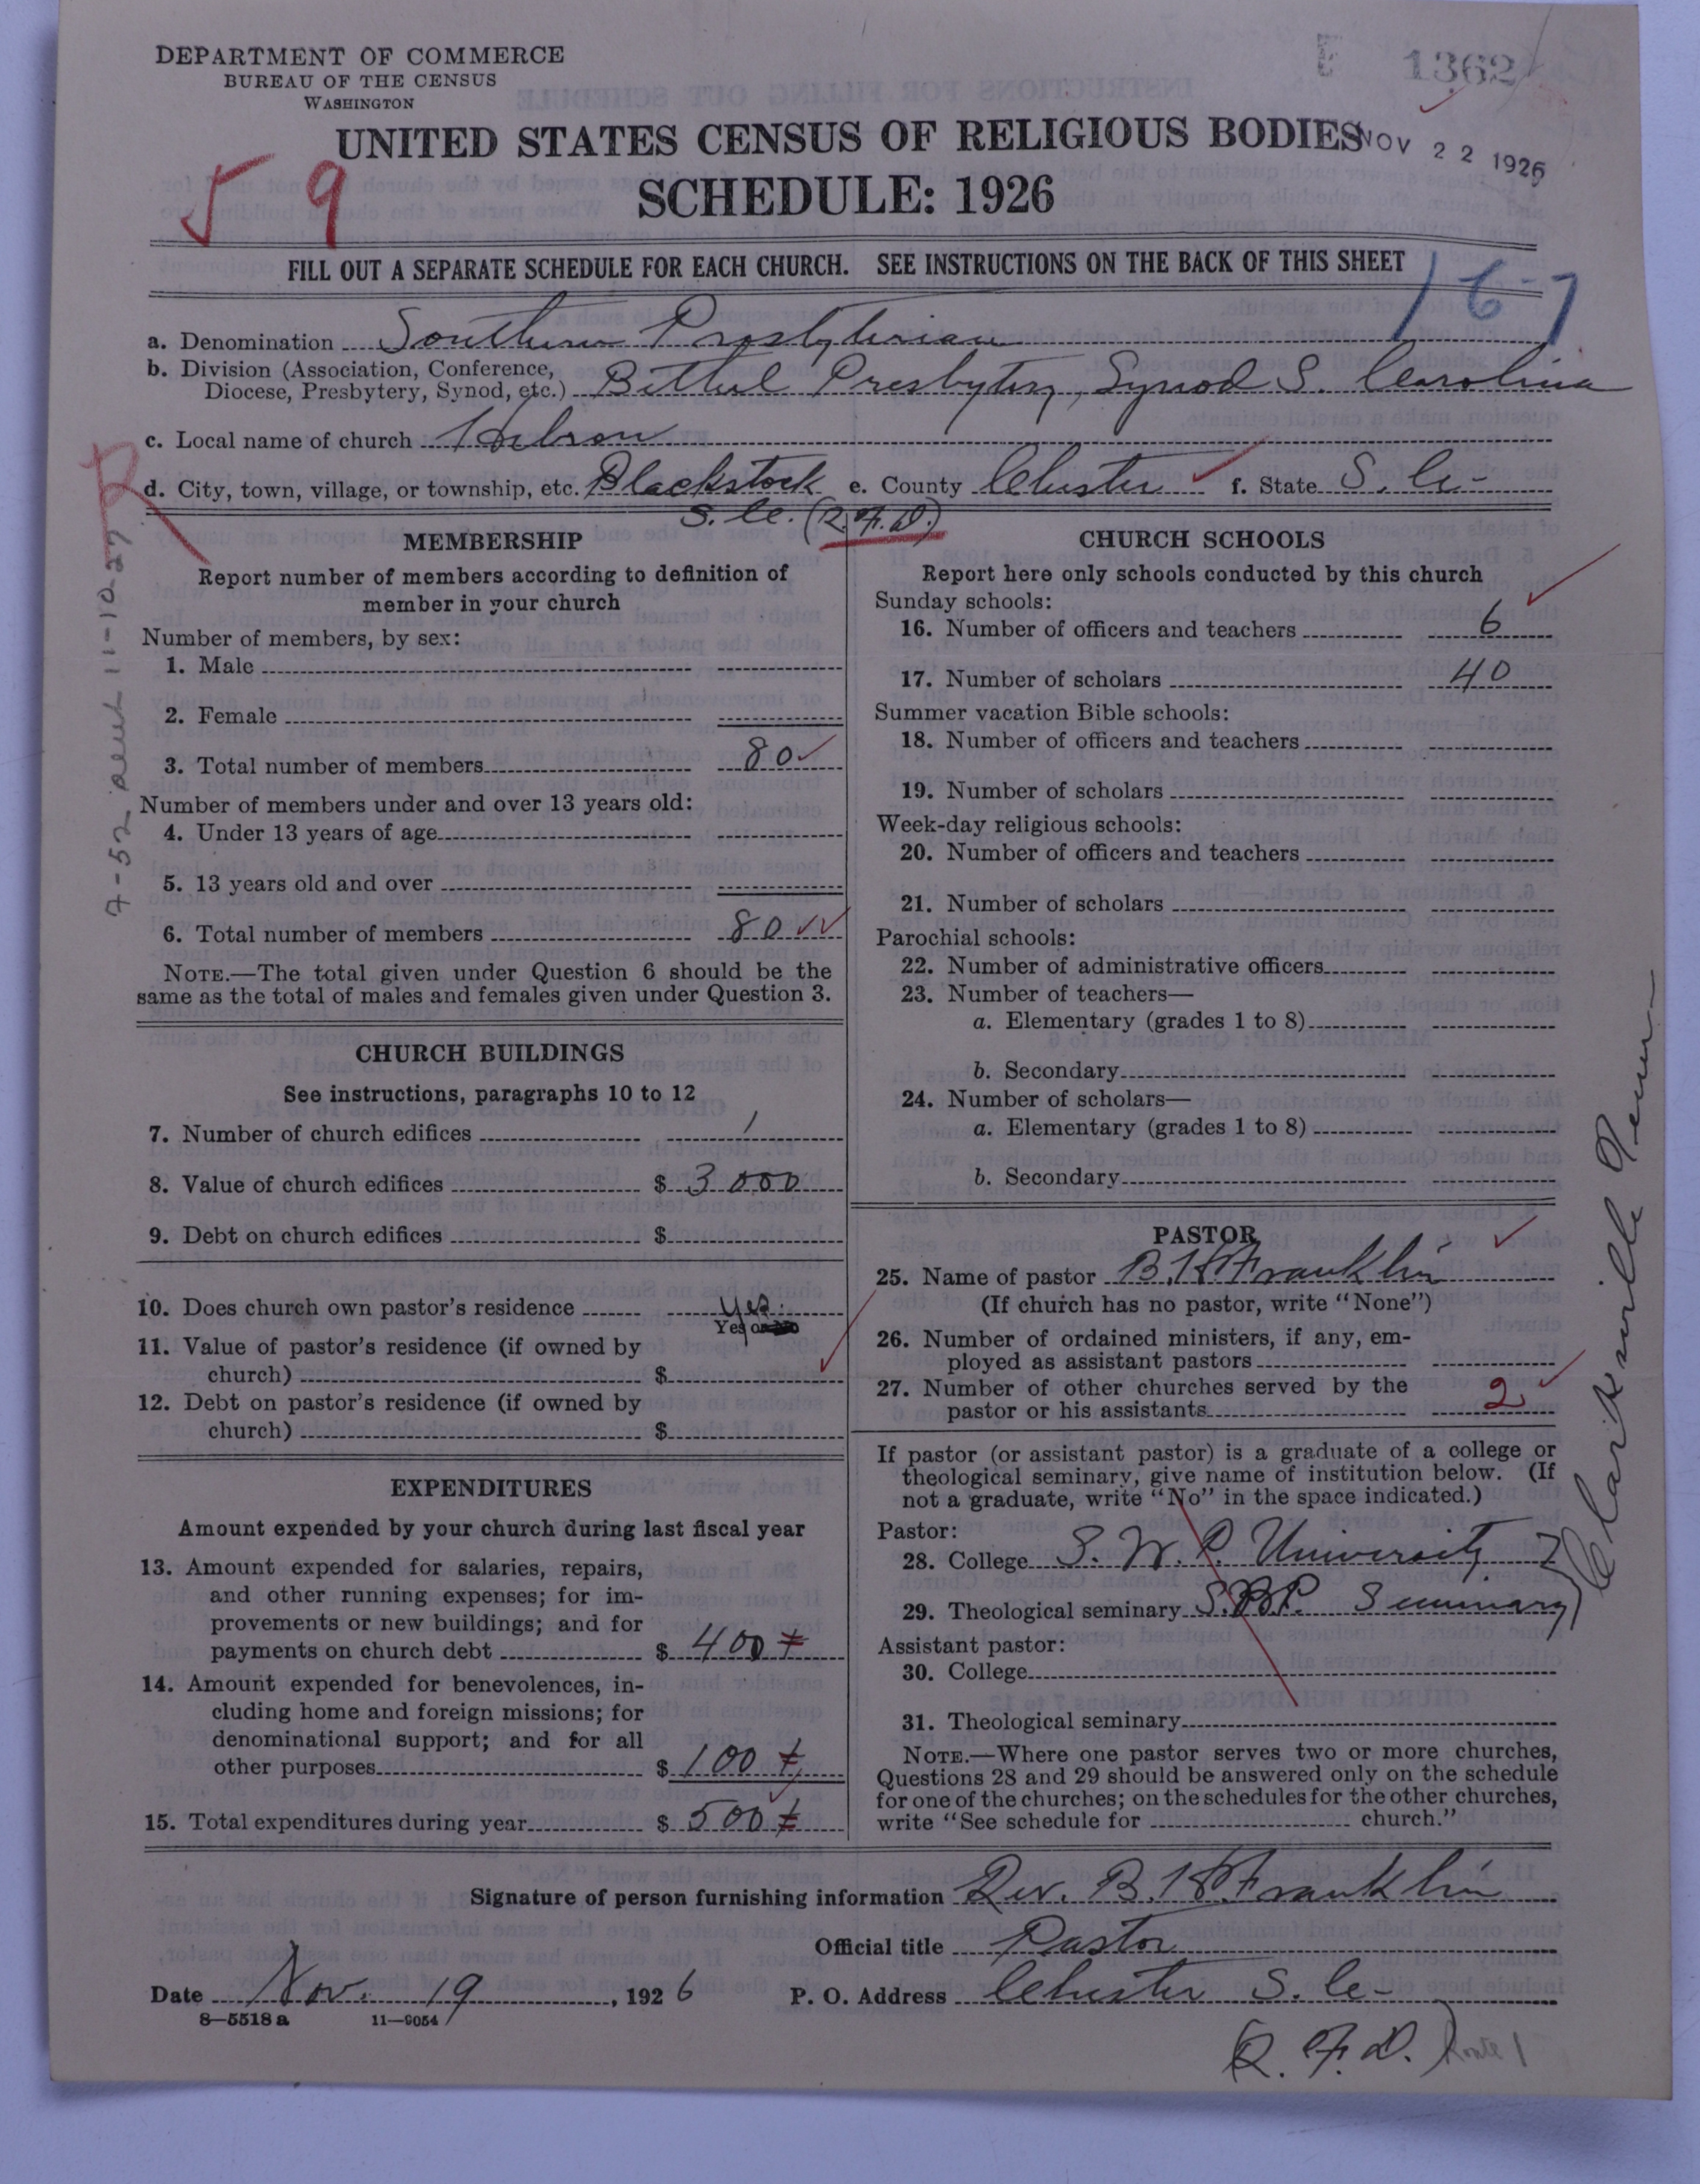 DEPARTMENT OF COMMERCE
BUREAU OF THE CENSUS
WASHINGTON
1362
UNITED STATES CENSUS OF RELIGIOUS BODIES
NOV 22 1926
SCHEDULE: 1926
59
FILL OUT A SEPARATE SCHEDULE FOR EACH CHURCH. SEE INSTRUCTIONS ON THE BACK OF THIS SHEET
16-7
a. Denomination Southern Presbyterian
b. Division (Association, Conference,
Diocese, Presbytery, Synod, etc.) Bethel Presbytery, Synod S. Carolina
c. Local name of church Hebron
d. City, town, village, or township, etc. Blackstock e. County Chester f. State S. C.
S. C. (R.F.D.)
R
7-52 11-10-27
MEMBERSHIP
Report number of members according to definition of
member in your church
Number of members, by sex:
1. Male
2. Female
3. Total number of members 80
Number of members under and over 13 years old:
4. Under 13 years of age
5. 13 years old and over
6. Total number of members 80
NOTE.—The total given under Question 6 should be the
same as the total of males and females given under Question 3.
CHURCH BUILDINGS
See instructions, paragraphs 10 to 12
7. Number of church edifices 1
8. Value of church edifices $ 3000
9. Debt on church edifices $
10. Does church own pastor's residence Yes.
Yes or No
11. Value of pastor's residence (if owned by
church) $
12. Debt on pastor's residence (if owned by
church) $
EXPENDITURES
Amount expended by your church during last fiscal year
13. Amount expended for salaries, repairs,
and other running expenses; for im-
provements or new buildings; and for
payments on church debt $ 400
14. Amount expended for benevolences, in-
cluding home and foreign missions; for
denominational support; and for all
other purposes $ 100
15. Total expenditures during year $ 500
CHURCH SCHOOLS
Report here only schools conducted by this church
Sunday schools:
16. Number of officers and teachers 6
17. Number of scholars 40
Summer vacation Bible schools:
18. Number of officers and teachers
19. Number of scholars
Week-day religious schools:
20. Number of officers and teachers
21. Number of scholars
Parochial schools:
22. Number of administrative officers
23. Number of teachers—
a. Elementary (grades 1 to 8)
b. Secondary
24. Number of scholars—
a. Elementary (grades 1 to 8)
b. Secondary
PASTOR
25. Name of pastor B. H. Franklin
(If church has no pastor, write "None")
26. Number of ordained ministers, if any, em-
ployed as assistant pastors
27. Number of other churches served by the
pastor or his assistants 2
If pastor (or assistant pastor) is a graduate of a college or
theological seminary, give name of institution below. (If
not a graduate, write "No" in the space indicated.)
Pastor:
28. College S. W. P. University
29. Theological seminary S. P. Seminary
Clarksville Tenn
Assistant pastor:
30. College
31. Theological seminary
NOTE.—Where one pastor serves two or more churches,
Questions 28 and 29 should be answered only on the schedule
for one of the churches; on the schedules for the other churches,
write "See schedule for church."
Signature of person furnishing information Rev. B. H. Franklin
Official title Pastor
Date Nov. 19, 1926 P. O. Address Chester S. C.
8—5518 a 11—9054
(R. F. D.) Route 1